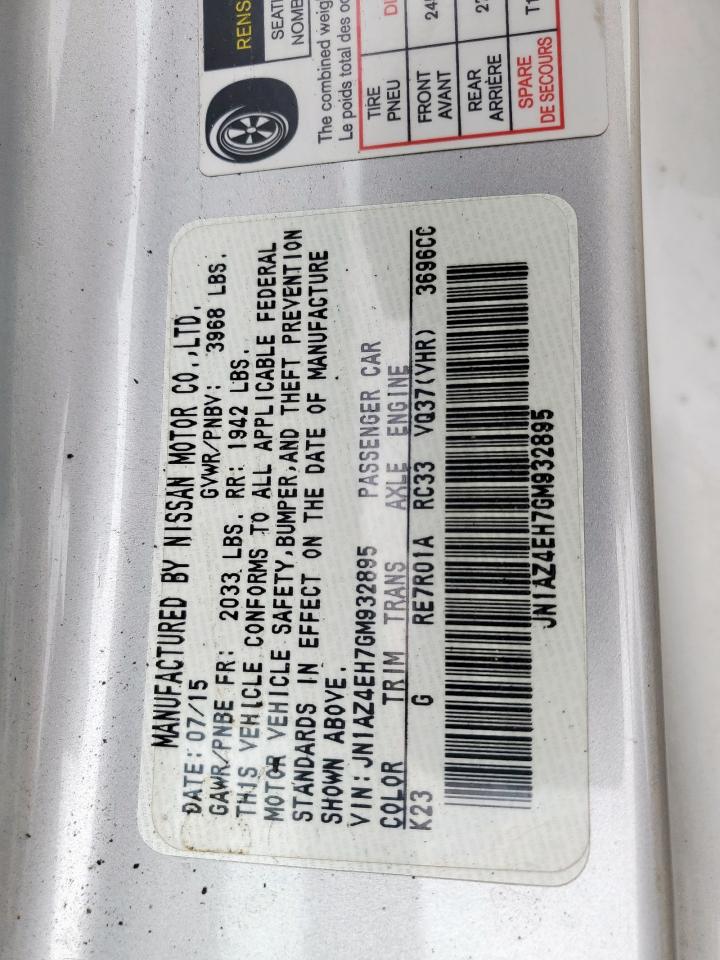 MANUFACTURED BY NISSAN MOTOR CO.,LTD.
DATE: 07/15 GVWR/PNBV: 3968 LBS.
GAWR/PNBE FR: 2033 LBS. RR: 1942 LBS.
THIS VEHICLE CONFORMS TO ALL APPLICABLE FEDERAL
MOTOR VEHICLE SAFETY,BUMPER,AND THEFT PREVENTION
STANDARDS IN EFFECT ON THE DATE OF MANUFACTURE
SHOWN ABOVE.
VIN: JN1AZ4EH7GM932895 PASSENGER CAR
COLOR TRIM TRANS AXLE ENGINE
K23 G RE7R01A RC33 VQ37(VHR) 3696CC
JN1AZ4EH7GM932895
RENS
SEATI
NOMB
The combined weig
Le poids total des oc
TIRE
PNEU
FRONT
AVANT
24
REAR
ARRIÈRE
SPARE
DE SECOURS
T1